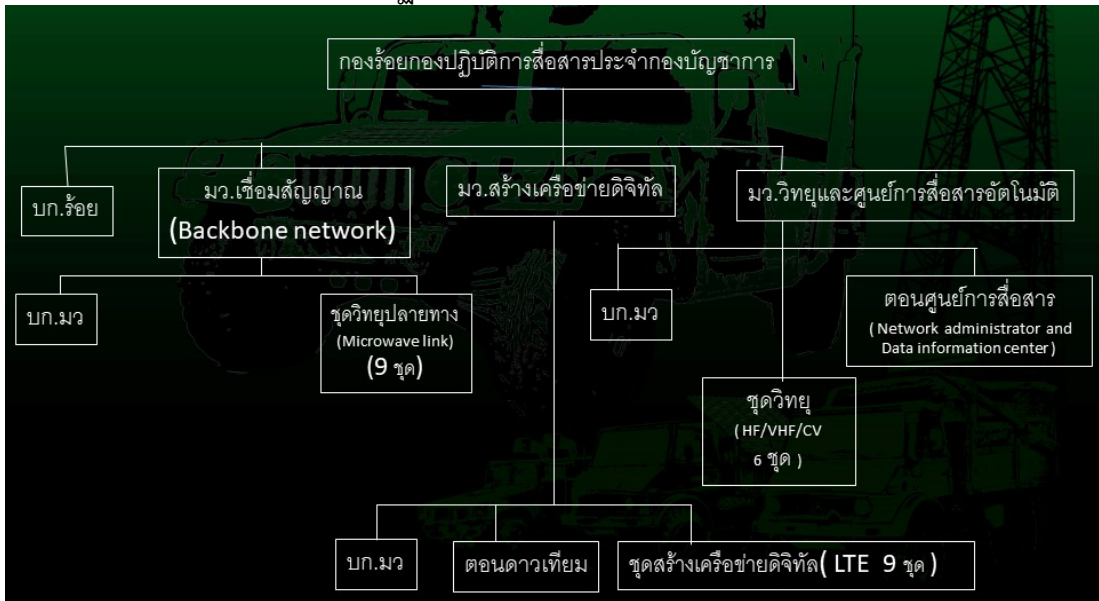 กองร้อยกองปฏิบัติการสื่อสารประจำกองบัญชาการ
บก.ร้อย
มว.เชื่อมสัญญาณ
(Backbone network)
มว.สร้างเครือข่ายดิจิทัล
มว.วิทยุและศูนย์การสื่อสารอัตโนมัติ
บก.มว
ชุดวิทยุปลายทาง
(Microwave link)
(9 ชุด)
บก.มว
ตอนศูนย์การสื่อสาร
( Network administrator and
Data information center )
ชุดวิทยุ
( HF/VHF/CV
6 ชุด )
บก.มว
ตอนดาวเทียม
ชุดสร้างเครือข่ายดิจิทัล( LTE 9 ชุด )